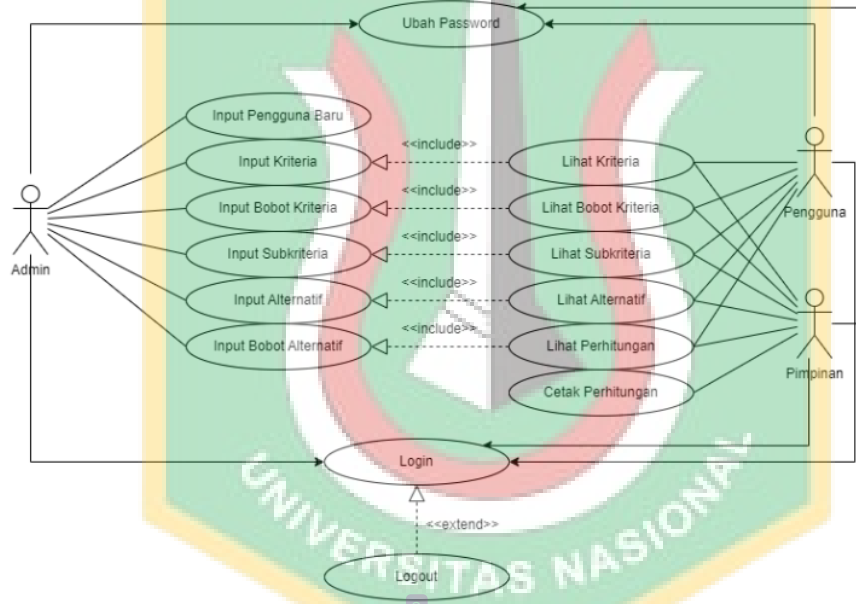 Ubah Password
Input Pengguna Baru
Input Kriteria
<<include>>
Lihat Kriteria
Input Bobot Kriteria
<<include>>
Lihat Bobot Kriteria
Input Subkriteria
<<include>>
Lihat Subkriteria
Input Alternatif
<<include>>
Lihat Alternatif
Input Bobot Alternatif
<<include>>
Lihat Perhitungan
Cetak Perhitungan
Admin
Pengguna
Pimpinan
Login
<<extend>>
Logout
UNIVERSITAS NASIONAL